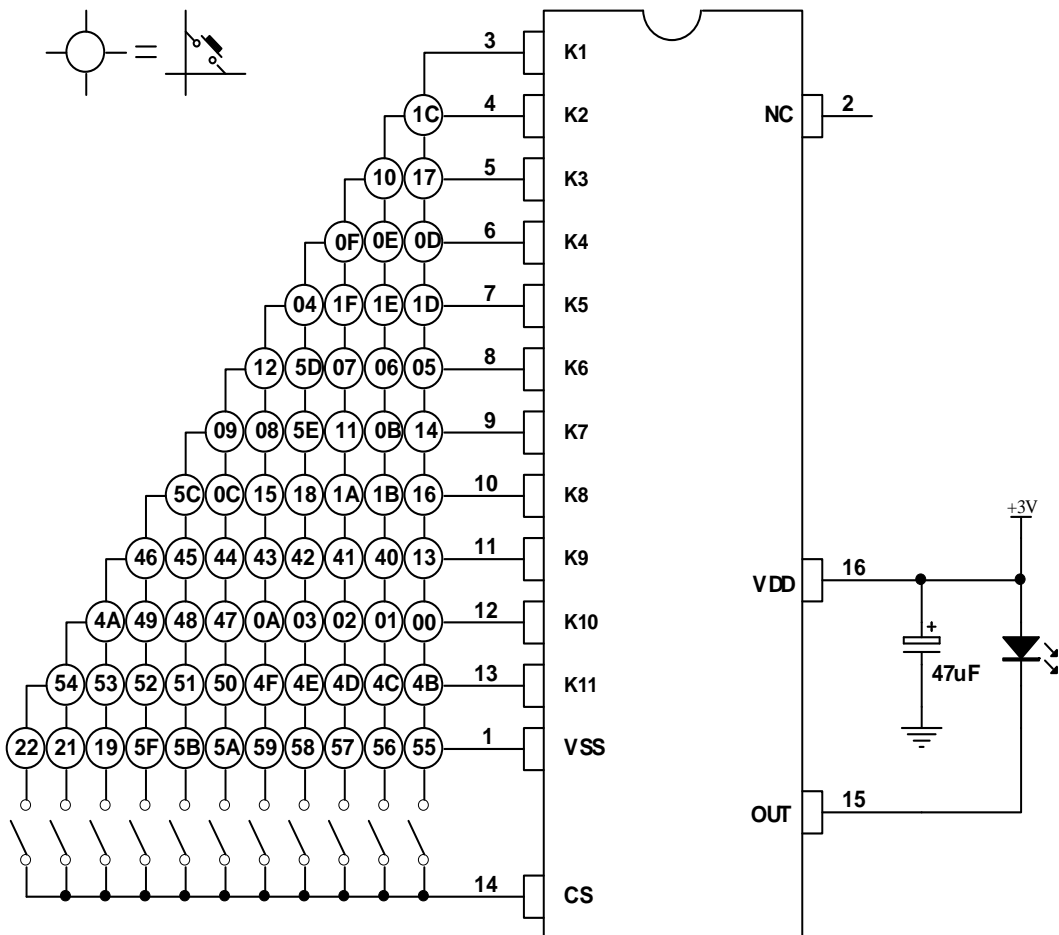 3 K1
1C 4 K2 NC 2
10 17 5 K3
0F 0E 0D 6 K4
04 1F 1E 1D 7 K5
12 5D 07 06 05 8 K6
09 08 5E 11 0B 14 9 K7
5C 0C 15 18 1A 1B 16 10 K8
+3V
46 45 44 43 42 41 40 13 11 K9
VDD 16
4A 49 48 47 0A 03 02 01 00 12 K10
+
47uF
54 53 52 51 50 4F 4E 4D 4C 4B 13 K11
22 21 19 5F 5B 5A 59 58 57 56 55 1 VSS
OUT 15
14 CS